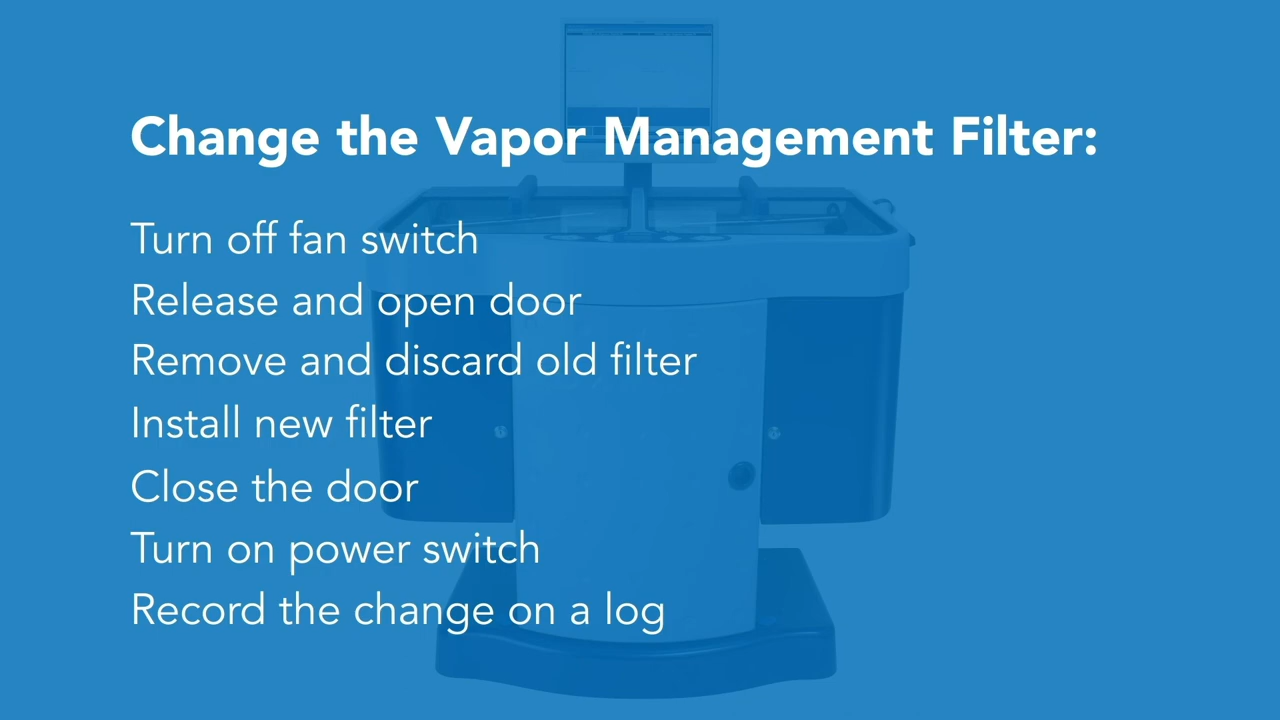 Change the Vapor Management Filter:
Turn off fan switch
Release and open door
Remove and discard old filter
Install new filter
Close the door
Turn on power switch
Record the change on a log